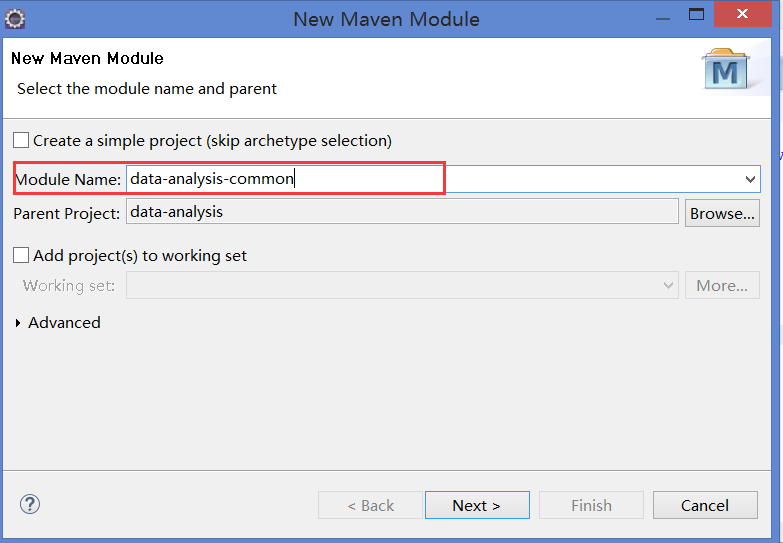 New Maven Module
New Maven Module
Select the module name and parent
M
Create a simple project (skip archetype selection)
Module Name: data-analysis-common
Parent Project: data-analysis Browse...
Add project(s) to working set
Working set: More...
Advanced
? < Back Next > Finish Cancel